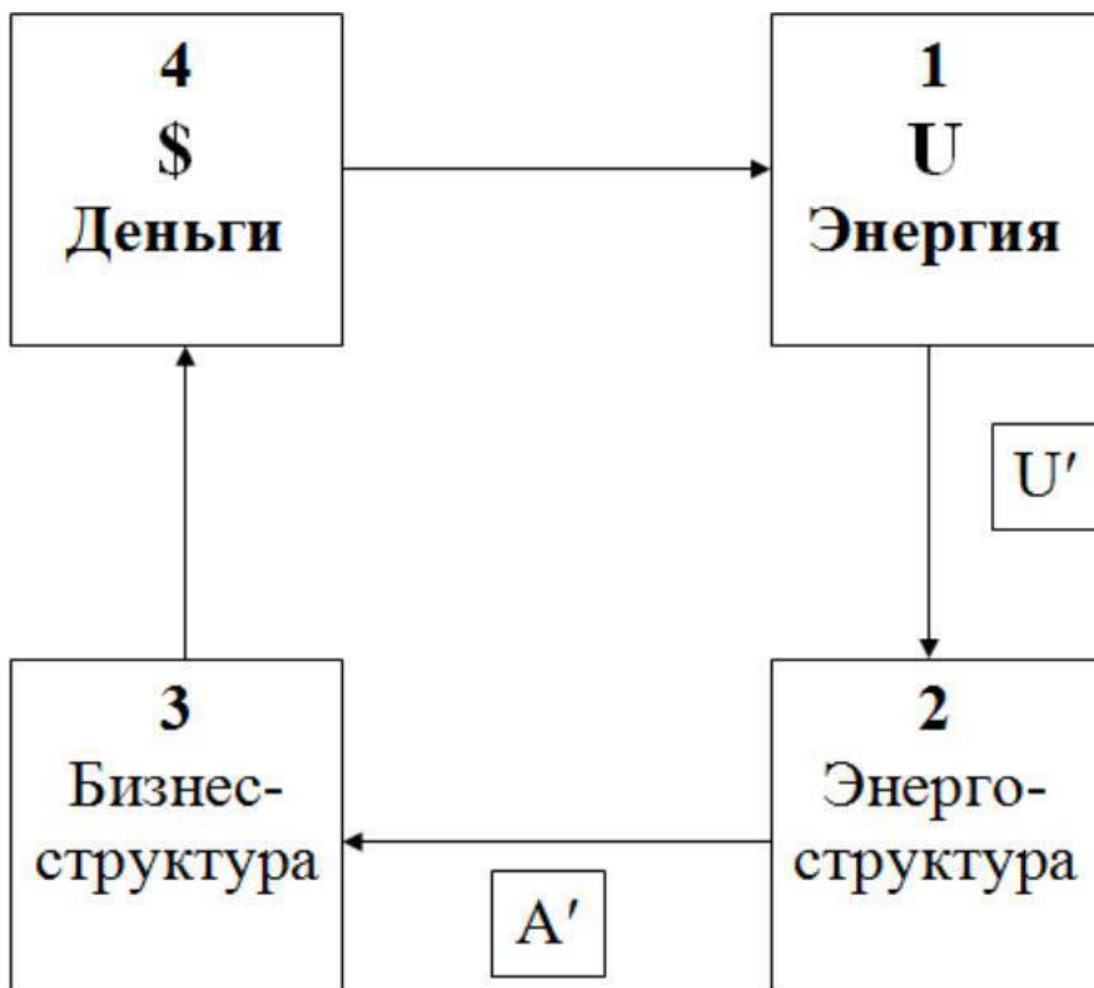 4
$
Деньги
1
U
Энергия
U′
3
Бизнес-
структура
2
Энерго-
структура
A′